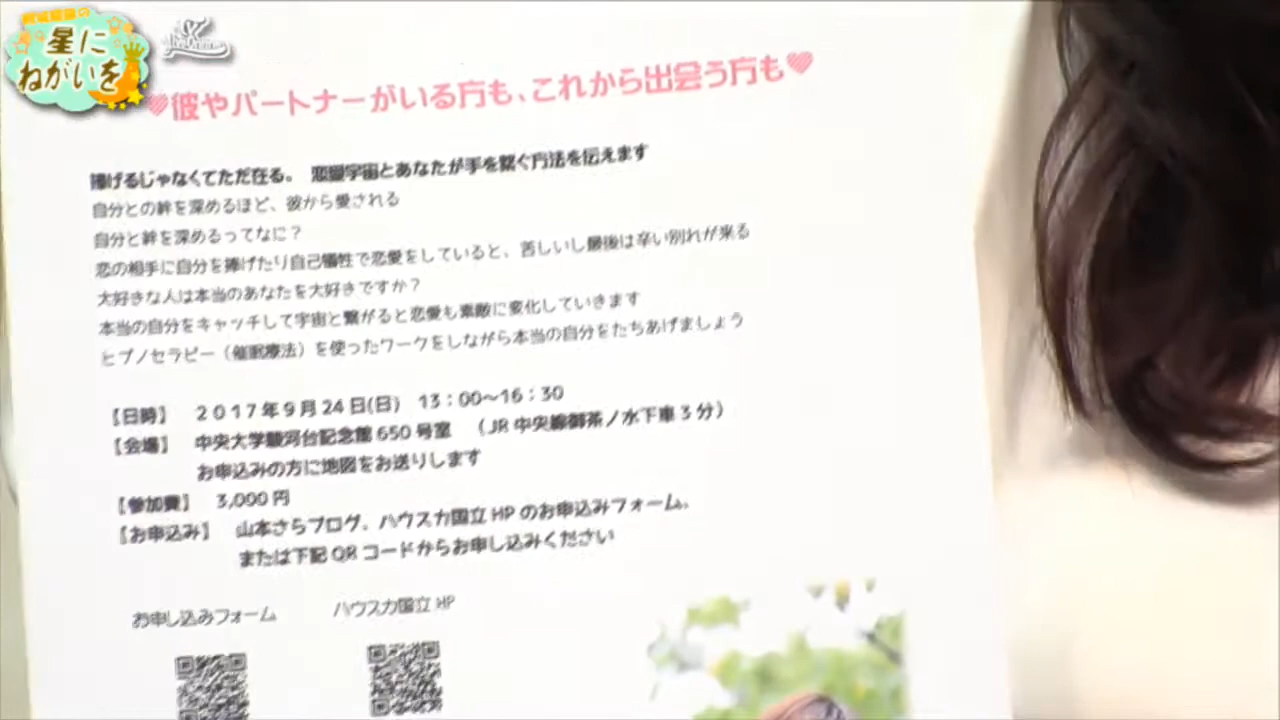 星に
ねがいを
彼やパートナーがいる方も、これから出会う方も
捧げるじゃなくてただ在る。 恋愛宇宙とあなたが手を繋ぐ方法を伝えます
自分との絆を深めるほど、彼から愛される
自分と絆を深めるってなに？
恋の相手に自分を捧げたり自己犠牲で恋愛をしていると、苦しいし最後は辛い別れが来る
大好きな人は本当のあなたを大好きですか？
本当の自分をキャッチして宇宙と繋がると恋愛も素敵に変化していきます
ヒプノセラピー（催眠療法）を使ったワークをしながら本当の自分をたちあげましょう
【日時】 2017年9月24日(日) 13：00～16：30
【会場】 中央大学駿河台記念館 650 号室 （JR 中央線御茶ノ水下車 3 分）
お申込みの方に地図をお送りします
【参加費】 3,000 円
【お申込み】 山本さらブログ、ハウスカ国立 HP のお申込みフォーム、
または下記 QR コードからお申し込みください
お申し込みフォーム ハウスカ国立 HP